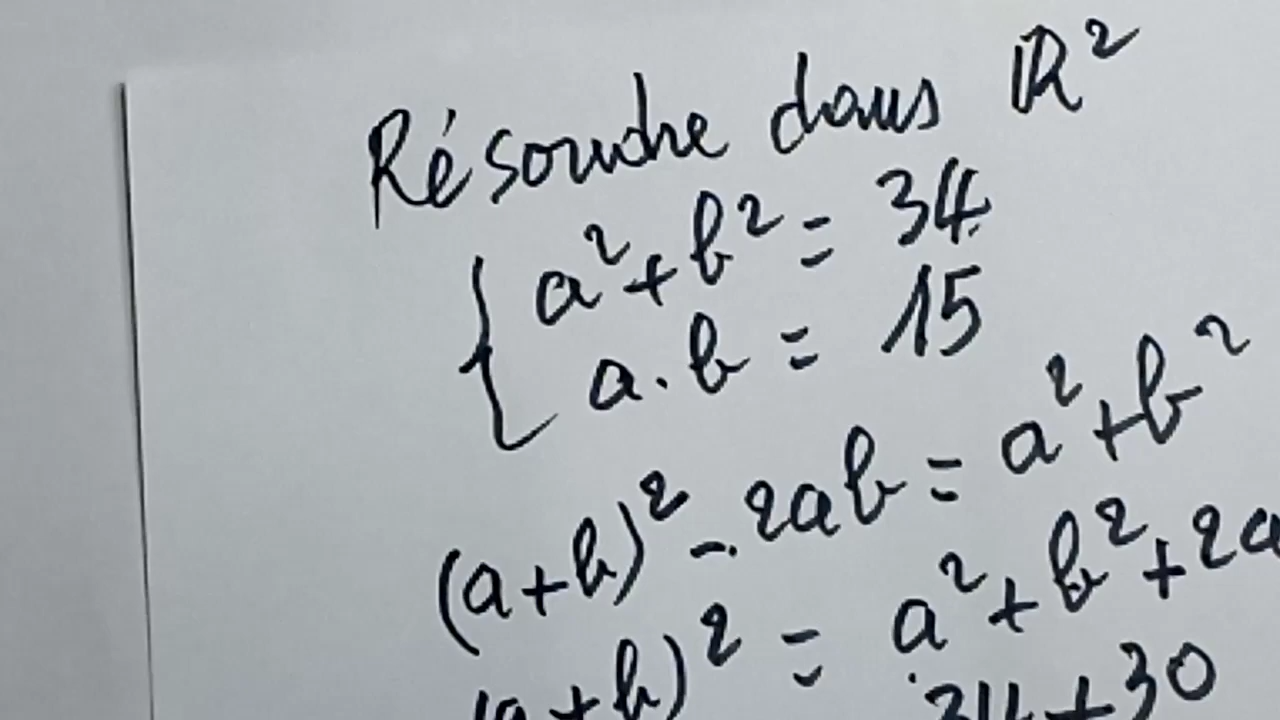 Résoudre dans ℝ²
{ a² + b² = 34
a . b = 15
(a+b)² - 2ab = a² + b²
(a+b)² = a² + b² + 2a
34 + 30